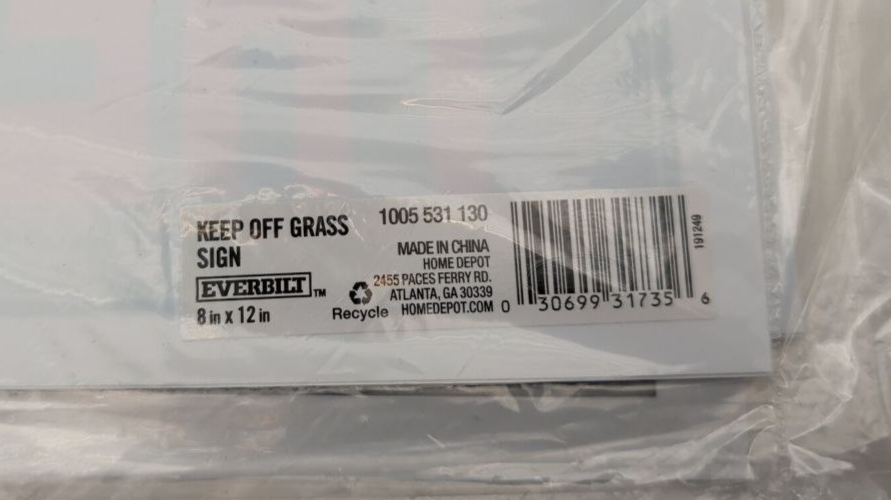 KEEP OFF GRASS
SIGN
EVERBILT™
8 in x 12 in
1005 531 130
MADE IN CHINA
HOME DEPOT
2455 PACES FERRY RD.
ATLANTA, GA 30339
HOMEDEPOT.COM
Recycle
0 30699 31735 6
191249